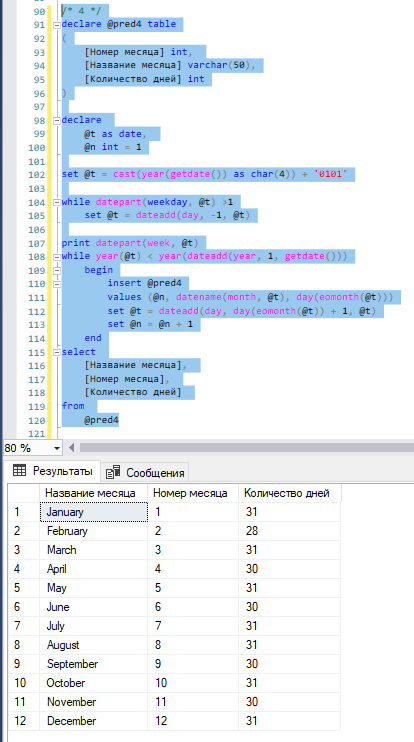 90 /* 4 */
91 declare @pred4 table
92 (
93 [Номер месяца] int,
94 [Название месяца] varchar(50),
95 [Количество дней] int
96 )
97
98 declare
99 @t as date,
100 @n int = 1
101
102 set @t = cast(year(getdate()) as char(4)) + '0101'
103
104 while datepart(weekday, @t) >1
105 set @t = dateadd(day, -1, @t)
106
107 print datepart(week, @t)
108 while year(@t) < year(dateadd(year, 1, getdate()))
109 begin
110 insert @pred4
111 values (@n, datename(month, @t), day(eomonth(@t)))
112 set @t = dateadd(day, day(eomonth(@t)) + 1, @t)
113 set @n = @n + 1
114 end
115 select
116 [Название месяца],
117 [Номер месяца],
118 [Количество дней]
119 from
120 @pred4
121
80 %
Результаты Сообщения
Название месяца Номер месяца Количество дней
1 January 1 31
2 February 2 28
3 March 3 31
4 April 4 30
5 May 5 31
6 June 6 30
7 July 7 31
8 August 8 31
9 September 9 30
10 October 10 31
11 November 11 30
12 December 12 31